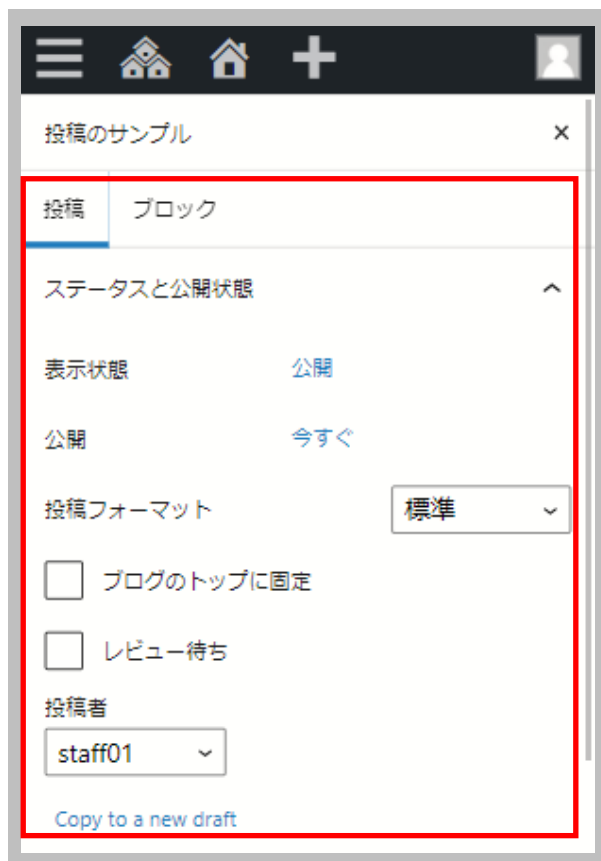 投稿のサンプル ×
投稿 ブロック
ステータスと公開状態
表示状態 公開
公開 今すぐ
投稿フォーマット 標準
ブログのトップに固定
レビュー待ち
投稿者
staff01
Copy to a new draft